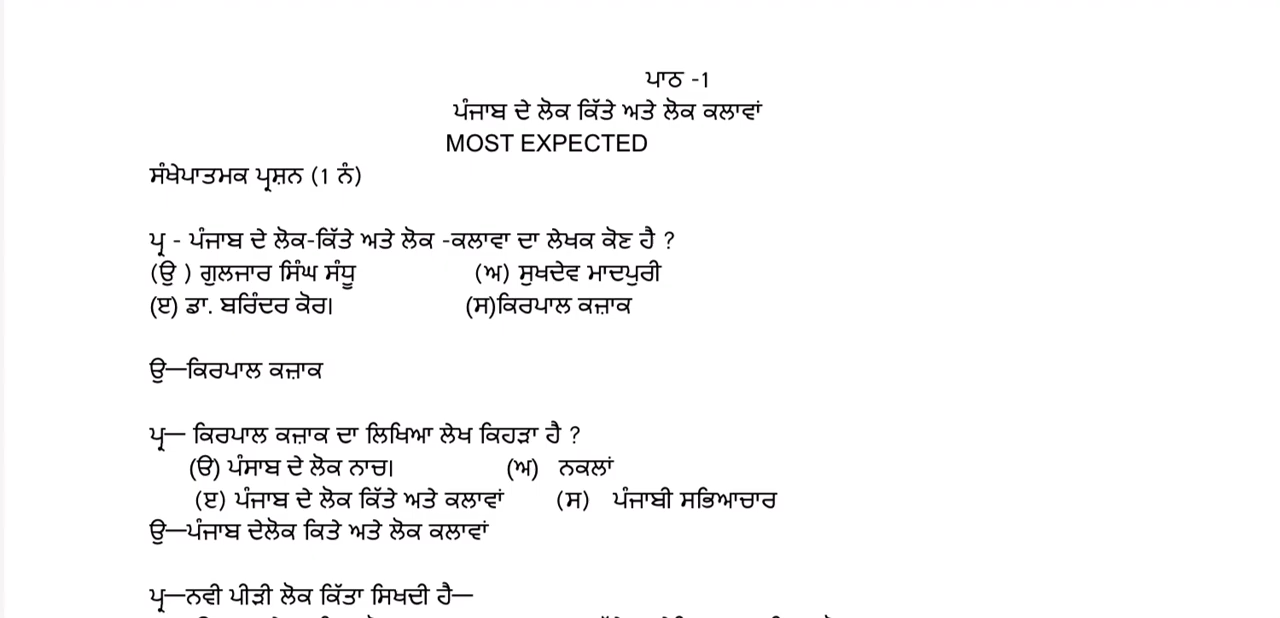 ਪਾਠ -1
ਪੰਜਾਬ ਦੇ ਲੋਕ ਕਿੱਤੇ ਅਤੇ ਲੋਕ ਕਲਾਵਾਂ
MOST EXPECTED
ਸੰਖੇਪਾਤਮਕ ਪ੍ਰਸ਼ਨ (1 ਨੰ)
ਪ੍ਰ - ਪੰਜਾਬ ਦੇ ਲੋਕ-ਕਿੱਤੇ ਅਤੇ ਲੋਕ -ਕਲਾਵਾ ਦਾ ਲੇਖਕ ਕੋਣ ਹੈ ?
(ਉ ) ਗੁਲਜਾਰ ਸਿੰਘ ਸੰਧੂ (ਅ) ਸੁਖਦੇਵ ਮਾਦਪੁਰੀ
(ੲ) ਡਾ. ਬਰਿੰਦਰ ਕੋਰ। (ਸ)ਕਿਰਪਾਲ ਕਜ਼ਾਕ
ਉ—ਕਿਰਪਾਲ ਕਜ਼ਾਕ
ਪ੍ਰ— ਕਿਰਪਾਲ ਕਜ਼ਾਕ ਦਾ ਲਿਖਿਆ ਲੇਖ ਕਿਹੜਾ ਹੈ ?
(ੳ) ਪੰਸਾਬ ਦੇ ਲੋਕ ਨਾਚ। (ਅ) ਨਕਲਾਂ
(ੲ) ਪੰਜਾਬ ਦੇ ਲੋਕ ਕਿੱਤੇ ਅਤੇ ਕਲਾਵਾਂ (ਸ) ਪੰਜਾਬੀ ਸਭਿਆਚਾਰ
ਉ—ਪੰਜਾਬ ਦੇਲੋਕ ਕਿਤੇ ਅਤੇ ਲੋਕ ਕਲਾਵਾਂ
ਪ੍ਰ—ਨਵੀ ਪੀੜੀ ਲੋਕ ਕਿੱਤਾ ਸਿਖਦੀ ਹੈ—